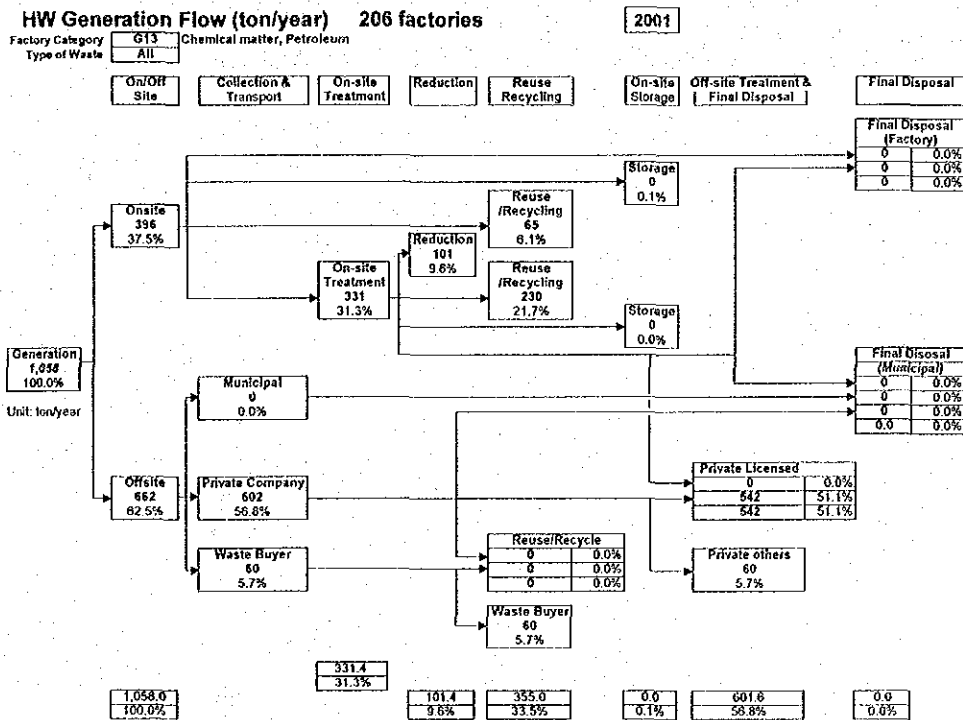 HW Generation Flow (ton/year) 206 factories 2001
Factory Category G13 Chemical matter, Petroleum
Type of Waste All
On/Off Site
Collection & Transport
On-site Treatment
Reduction
Reuse Recycling
On-site Storage
Off-site Treatment & Final Disposal
Final Disposal
Final Disposal
(Factory)
0 0.0%
0 0.0%
0 0.0%
Storage
0
0.1%
Onsite
396
37.5%
Reuse
/Recycling
65
6.1%
Reduction
101
9.6%
On-site
Treatment
331
31.3%
Reuse
/Recycling
230
21.7%
Storage
0
0.0%
Generation
1,058
100.0%
Unit: ton/year
Municipal
0
0.0%
Final Disosal
(Municipal)
0 0.0%
0 0.0%
0 0.0%
0.0 0.0%
Offsite
662
62.5%
Private Company
602
56.8%
Private Licensed
0 0.0%
542 51.1%
542 51.1%
Waste Buyer
60
5.7%
Reuse/Recycle
0 0.0%
0 0.0%
0 0.0%
Private others
60
5.7%
Waste Buyer
60
5.7%
331.4
31.3%
1,058.0
100.0%
101.4
9.6%
355.0
33.5%
0.0
0.1%
601.6
56.8%
0.0
0.0%